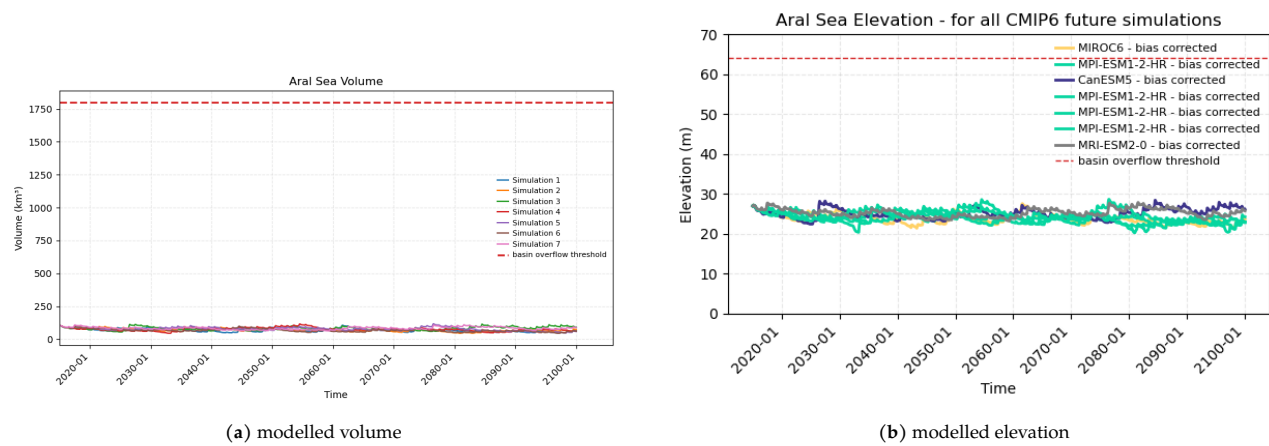 Aral Sea Volume
1750
1500
1250
1000
750
500
250
0
Volume (km³)
Simulation 1
Simulation 2
Simulation 3
Simulation 4
Simulation 5
Simulation 6
Simulation 7
basin overflow threshold
2020-01
2030-01
2040-01
2050-01
2060-01
2070-01
2080-01
2090-01
2100-01
Time
(a) modelled volume
Aral Sea Elevation - for all CMIP6 future simulations
70
60
50
40
30
20
10
0
Elevation (m)
MIROC6 - bias corrected
MPI-ESM1-2-HR - bias corrected
CanESM5 - bias corrected
MPI-ESM1-2-HR - bias corrected
MPI-ESM1-2-HR - bias corrected
MPI-ESM1-2-HR - bias corrected
MRI-ESM2-0 - bias corrected
basin overflow threshold
2020-01
2030-01
2040-01
2050-01
2060-01
2070-01
2080-01
2090-01
2100-01
Time
(b) modelled elevation